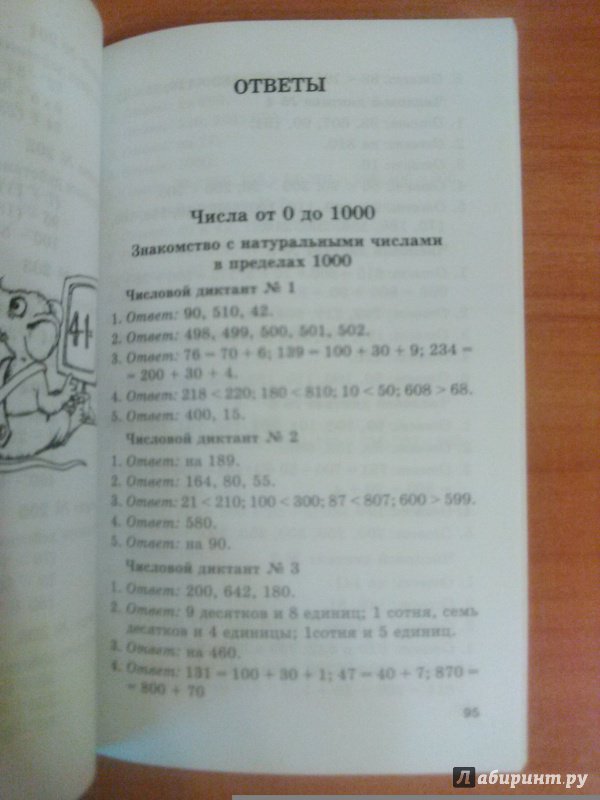 ОТВЕТЫ
Числа от 0 до 1000
Знакомство с натуральными числами
в пределах 1000
Числовой диктант № 1
1. Ответ: 90, 510, 42.
2. Ответ: 498, 499, 500, 501, 502.
3. Ответ: 76 = 70 + 6; 139 = 100 + 30 + 9; 234 =
= 200 + 30 + 4.
4. Ответ: 218 < 220; 180 < 810; 10 < 50; 608 > 68.
5. Ответ: 400, 15.
Числовой диктант № 2
1. Ответ: на 189.
2. Ответ: 164, 80, 55.
3. Ответ: 21 < 210; 100 < 300; 87 < 807; 600 > 599.
4. Ответ: 580.
5. Ответ: на 90.
Числовой диктант № 3
1. Ответ: 200, 642, 180.
2. Ответ: 9 десятков и 8 единиц; 1 сотня, семь
десятков и 4 единицы; 1сотня и 5 единиц.
3. Ответ: на 460.
4. Ответ: 131 = 100 + 30 + 1; 47 = 40 + 7; 870 =
= 800 + 70
95
41
Лабиринт.ру